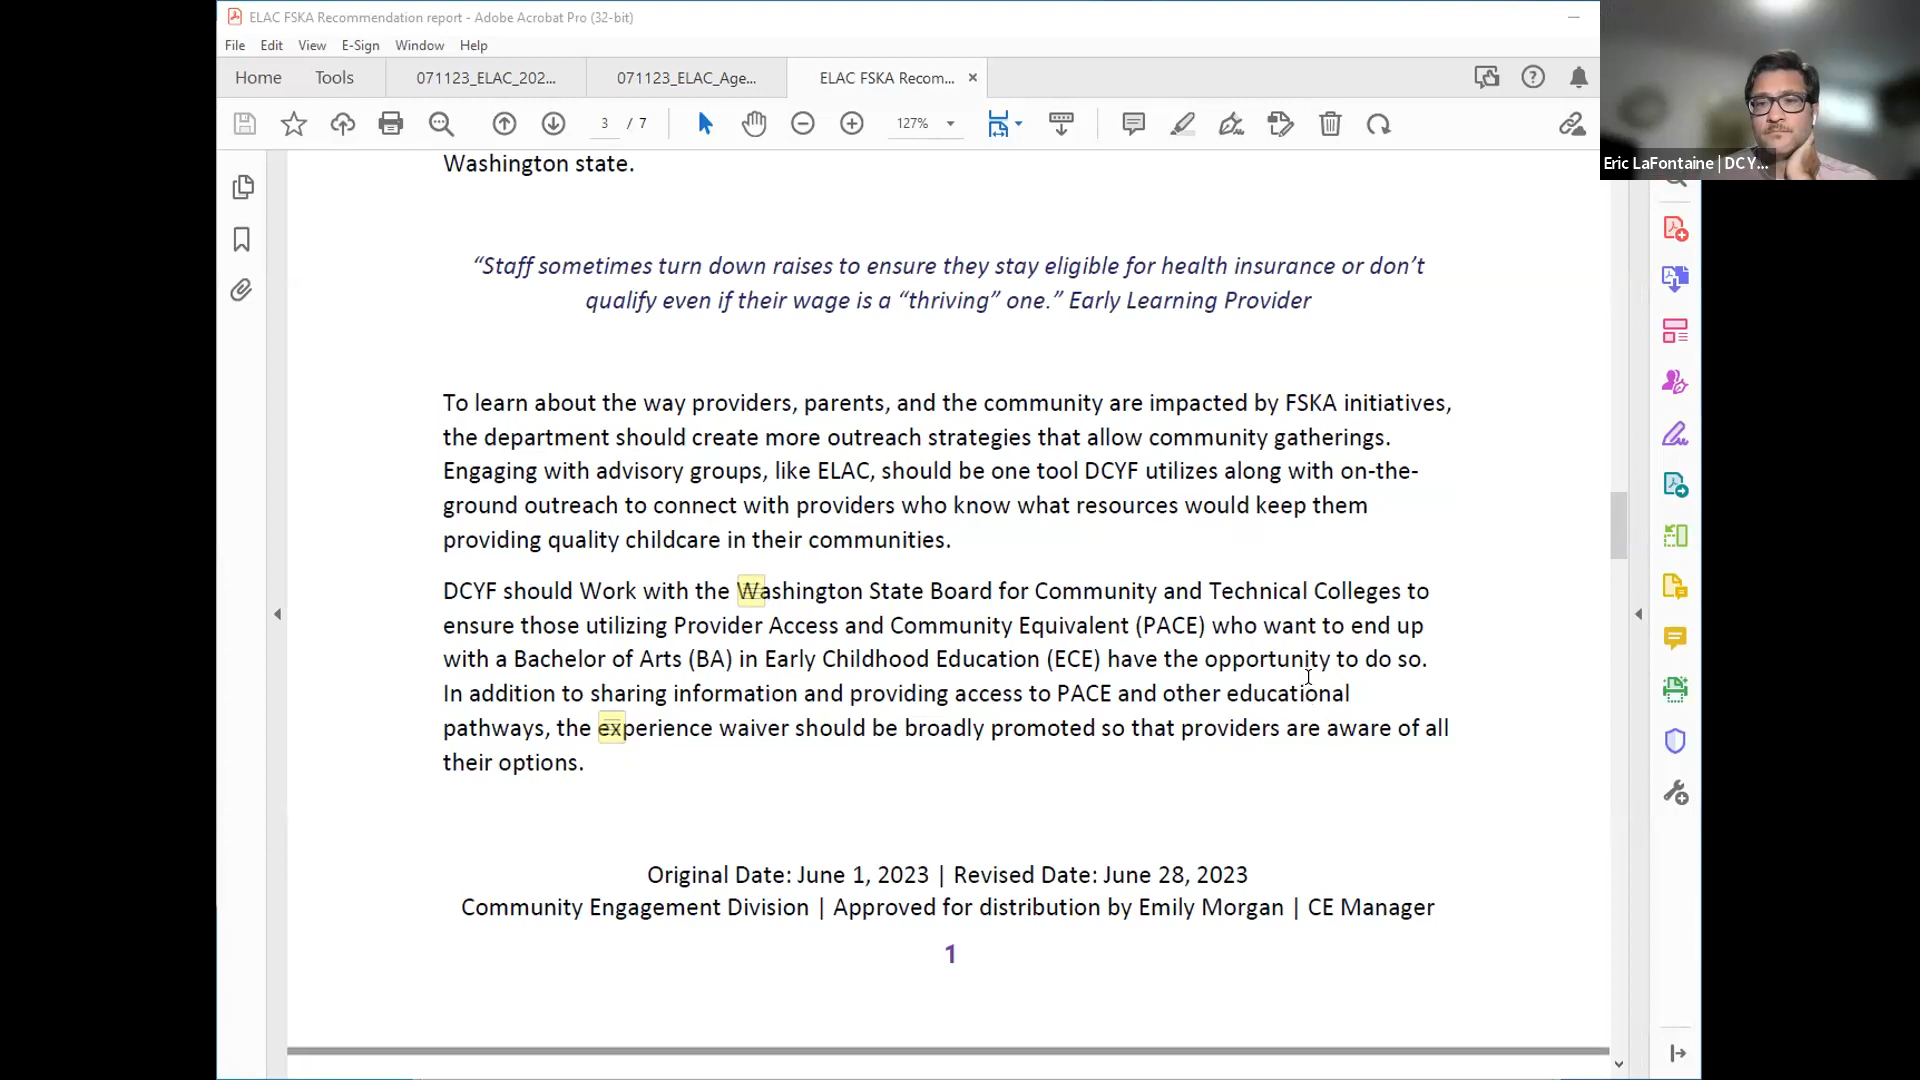 ELAC FSKA Recommendation report - Adobe Acrobat Pro (32-bit)
File Edit View E-Sign Window Help
Home Tools 071123_ELAC_202... 071123_ELAC_Age... ELAC FSKA Recom... ×
3 / 7 127%
Eric LaFontaine | DCY...
Washington state.
“Staff sometimes turn down raises to ensure they stay eligible for health insurance or don’t
qualify even if their wage is a “thriving” one.” Early Learning Provider
To learn about the way providers, parents, and the community are impacted by FSKA initiatives,
the department should create more outreach strategies that allow community gatherings.
Engaging with advisory groups, like ELAC, should be one tool DCYF utilizes along with on-the-
ground outreach to connect with providers who know what resources would keep them
providing quality childcare in their communities.
DCYF should Work with the Washington State Board for Community and Technical Colleges to
ensure those utilizing Provider Access and Community Equivalent (PACE) who want to end up
with a Bachelor of Arts (BA) in Early Childhood Education (ECE) have the opportunity to do so.
In addition to sharing information and providing access to PACE and other educational
pathways, the experience waiver should be broadly promoted so that providers are aware of all
their options.
Original Date: June 1, 2023 | Revised Date: June 28, 2023
Community Engagement Division | Approved for distribution by Emily Morgan | CE Manager
1